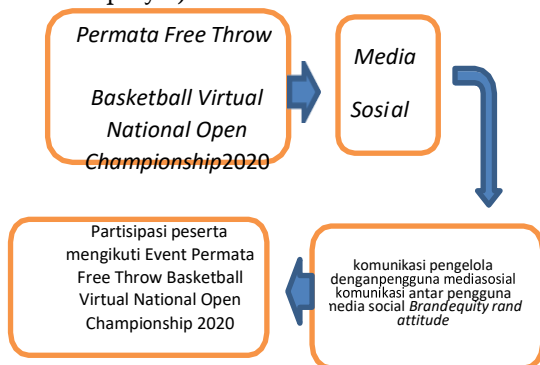 Permata Free Throw
Basketball Virtual
National Open
Championship2020
Media
Sosial
komunikasi pengelola
denganpengguna mediasosial
komunikasi antar pengguna
media social Brandequity rand
attitude
Partisipasi peserta
mengikuti Event Permata
Free Throw Basketball
Virtual National Open
Championship 2020